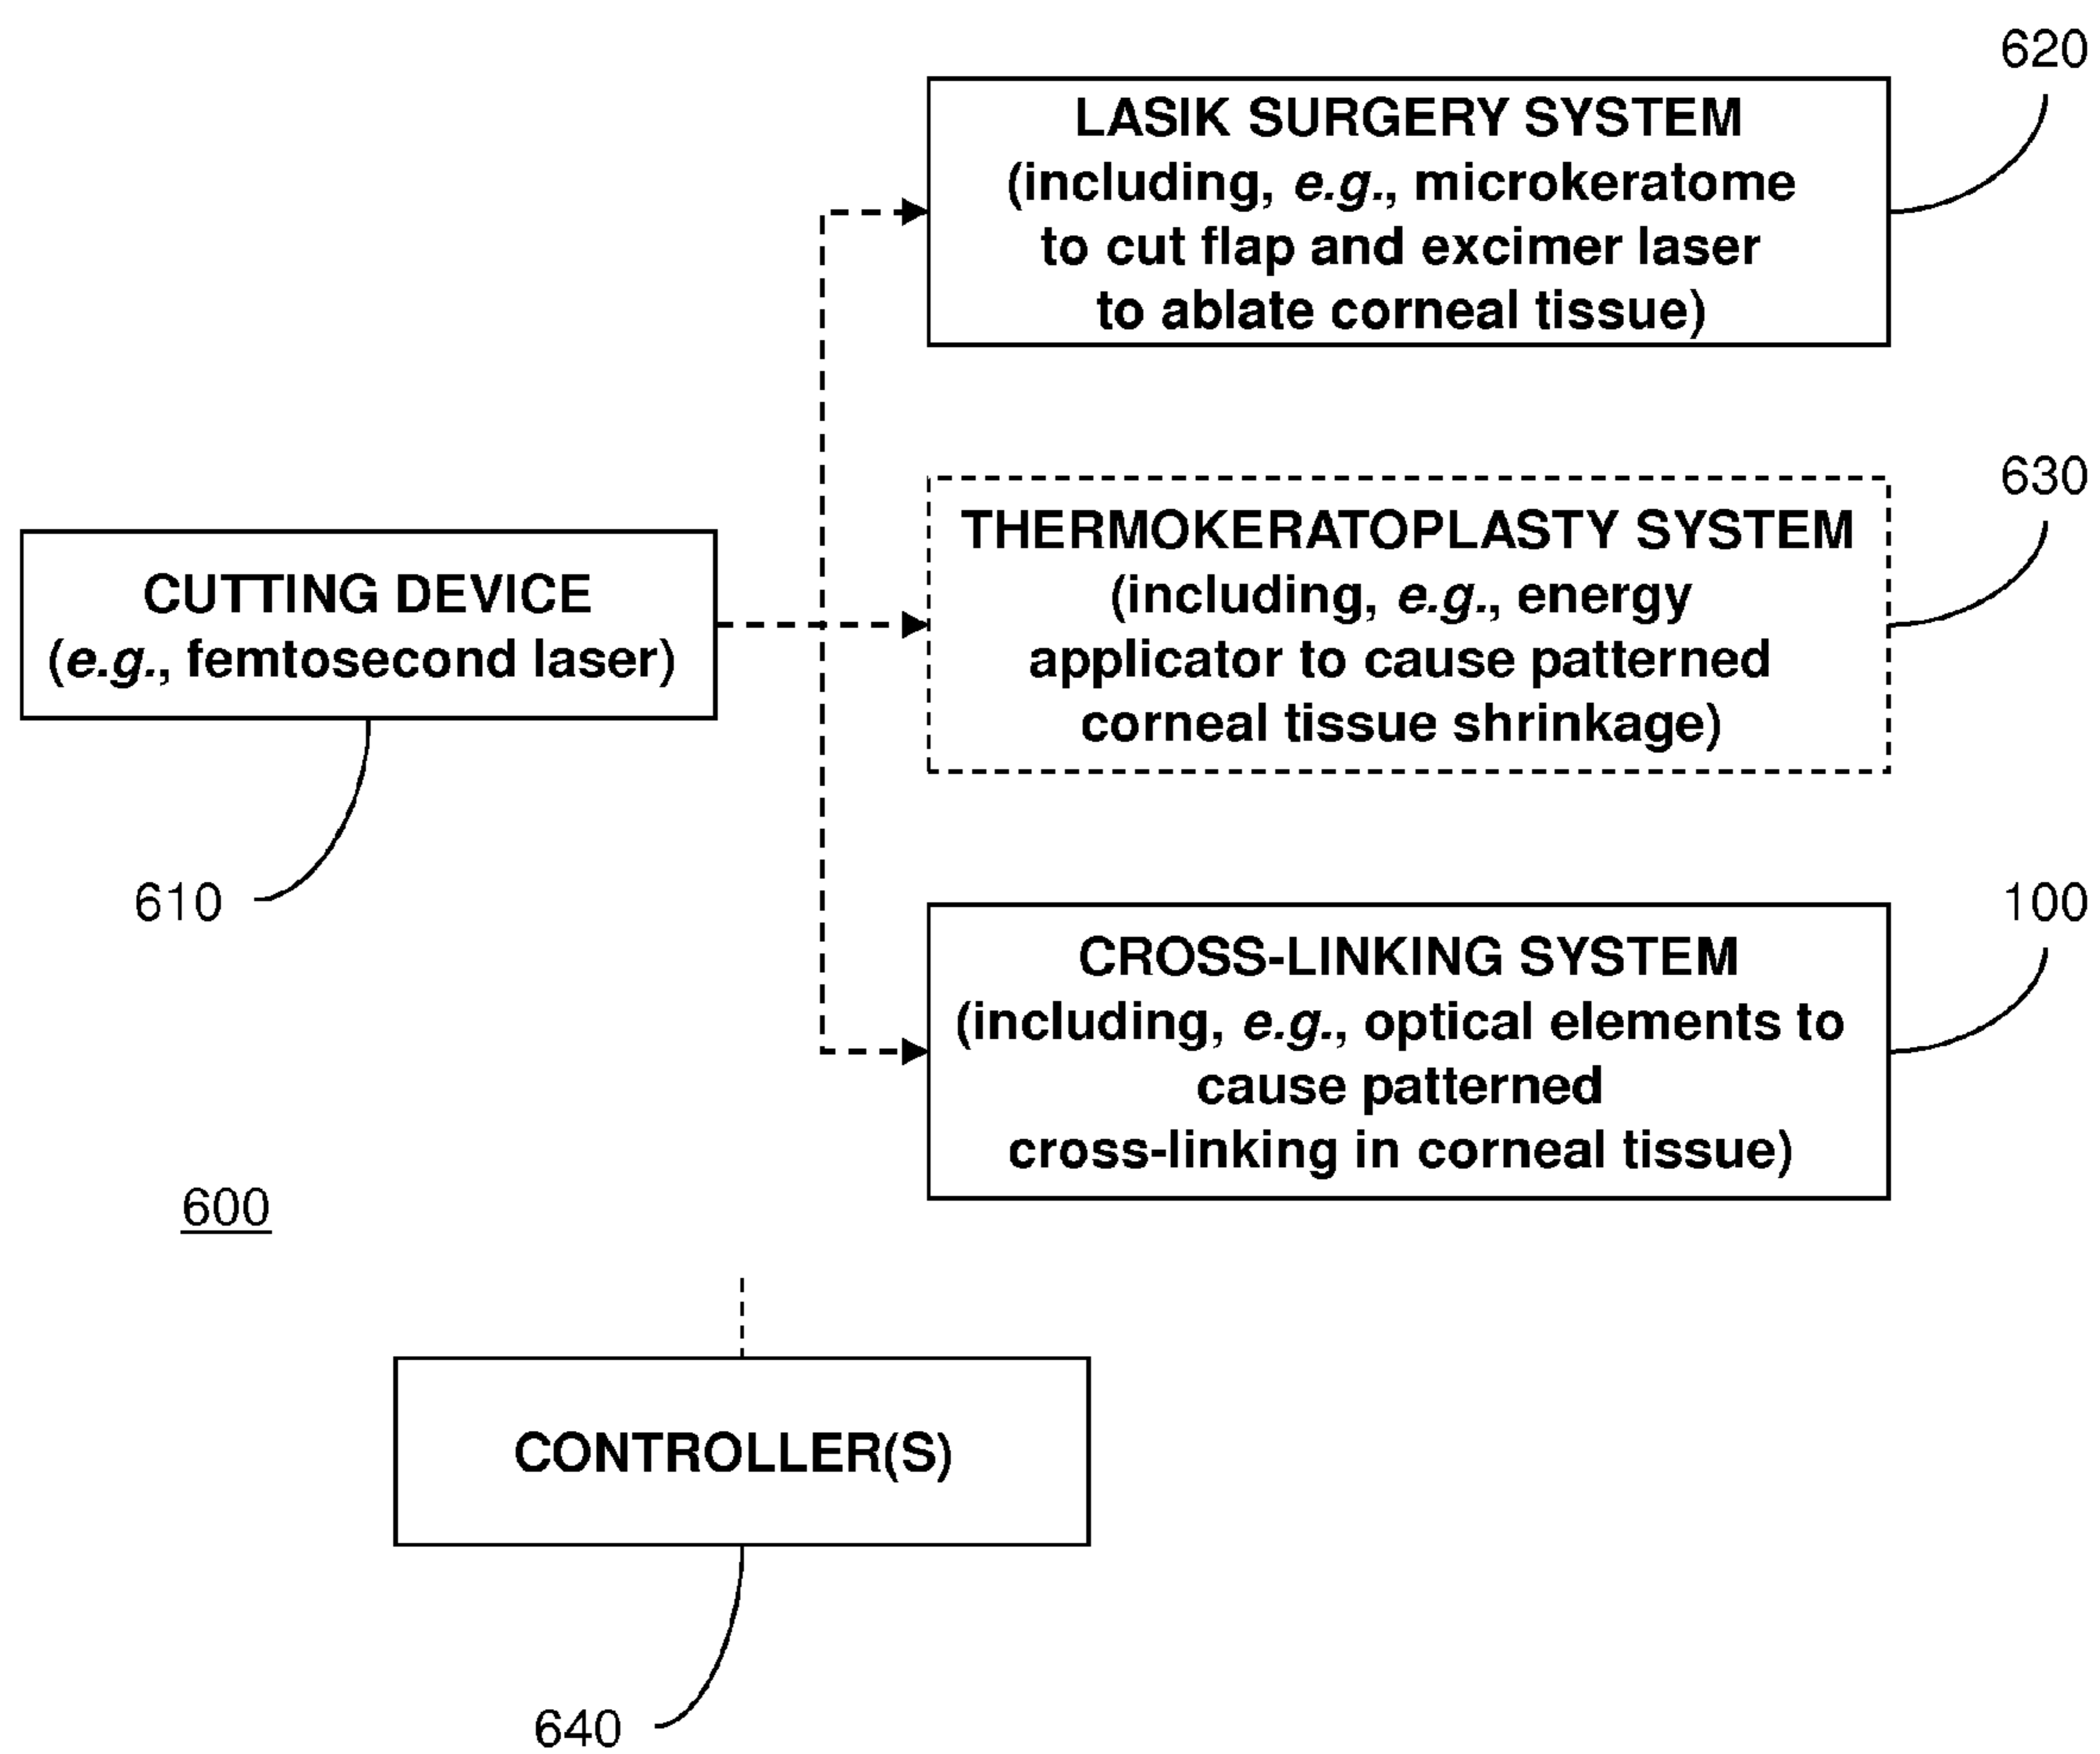 620
LASIK SURGERY SYSTEM
(including, e.g., microkeratome
to cut flap and excimer laser
to ablate corneal tissue)
630
THERMOKERATOPLASTY SYSTEM
(including, e.g., energy
applicator to cause patterned
corneal tissue shrinkage)
CUTTING DEVICE
(e.g., femtosecond laser)
610
100
CROSS-LINKING SYSTEM
(including, e.g., optical elements to
cause patterned
cross-linking in corneal tissue)
600
CONTROLLER(S)
640